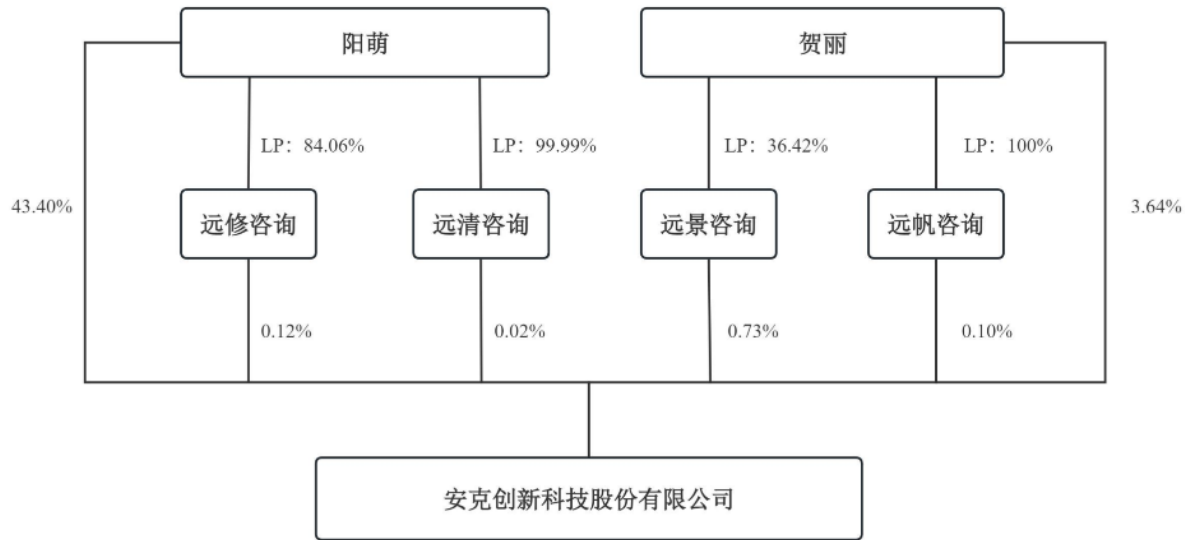 阳萌
贺丽
LP：84.06%
LP：99.99%
LP：36.42%
LP：100%
43.40%
远修咨询
远清咨询
远景咨询
远帆咨询
3.64%
0.12%
0.02%
0.73%
0.10%
安克创新科技股份有限公司